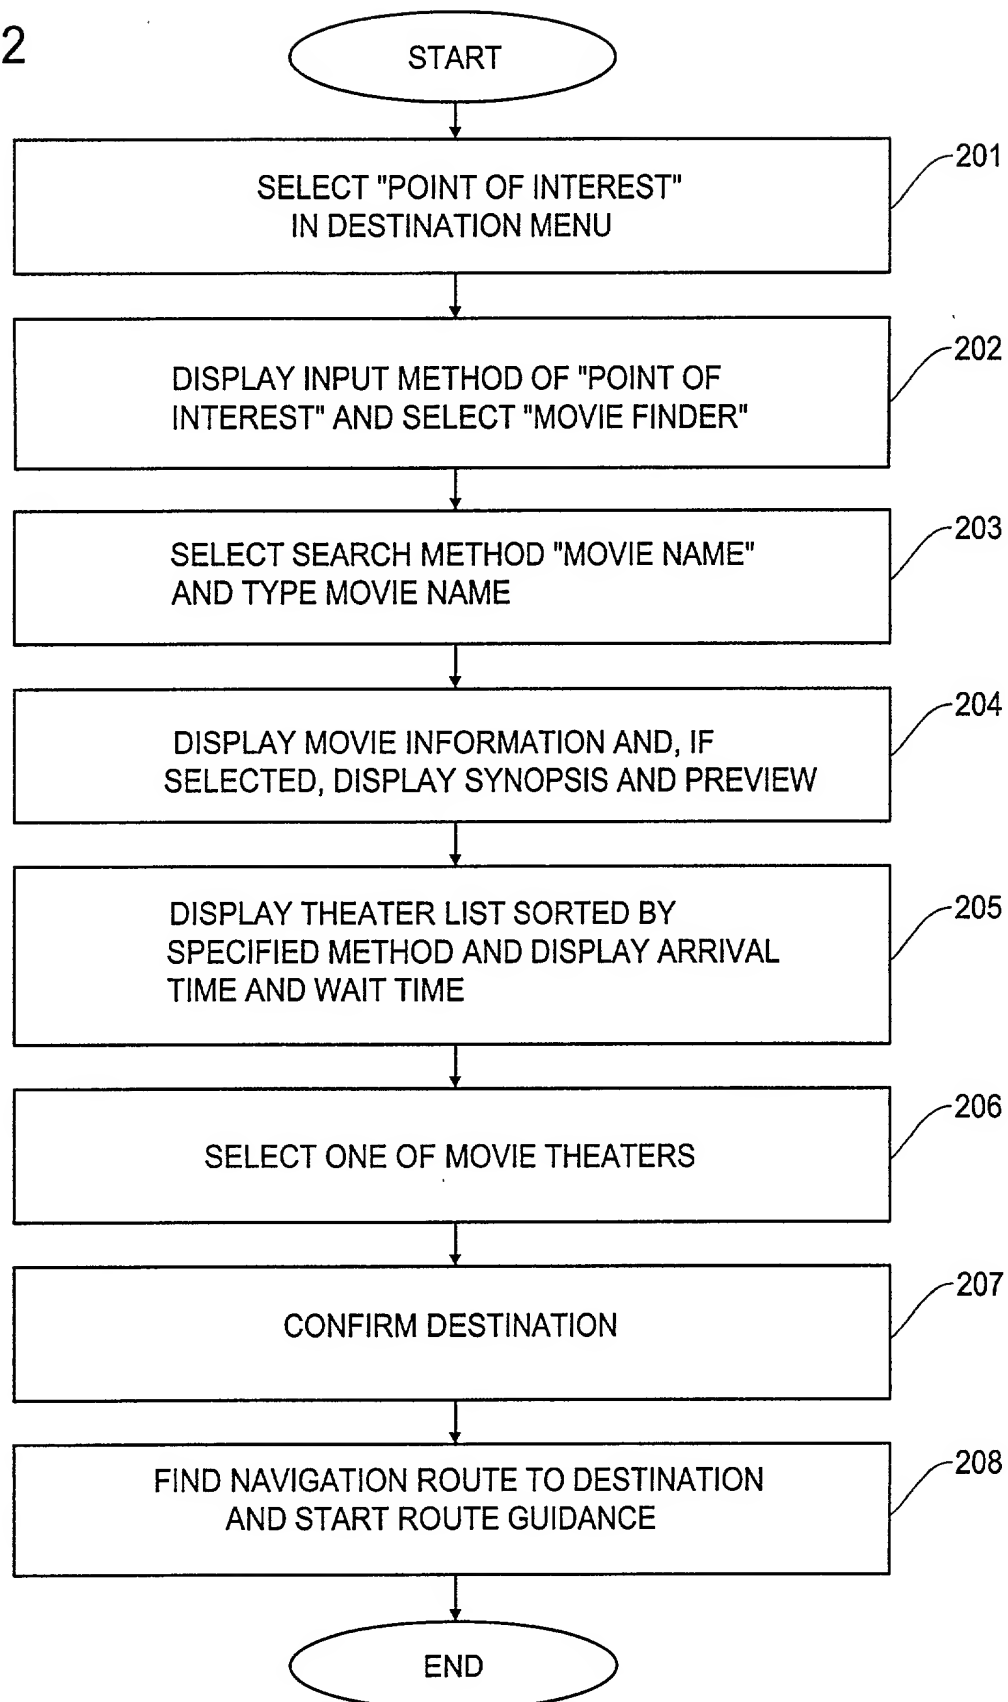 2
START
201
SELECT "POINT OF INTEREST"
IN DESTINATION MENU
202
DISPLAY INPUT METHOD OF "POINT OF
INTEREST" AND SELECT "MOVIE FINDER"
203
SELECT SEARCH METHOD "MOVIE NAME"
AND TYPE MOVIE NAME
204
DISPLAY MOVIE INFORMATION AND, IF
SELECTED, DISPLAY SYNOPSIS AND PREVIEW
205
DISPLAY THEATER LIST SORTED BY
SPECIFIED METHOD AND DISPLAY ARRIVAL
TIME AND WAIT TIME
206
SELECT ONE OF MOVIE THEATERS
207
CONFIRM DESTINATION
208
FIND NAVIGATION ROUTE TO DESTINATION
AND START ROUTE GUIDANCE
END